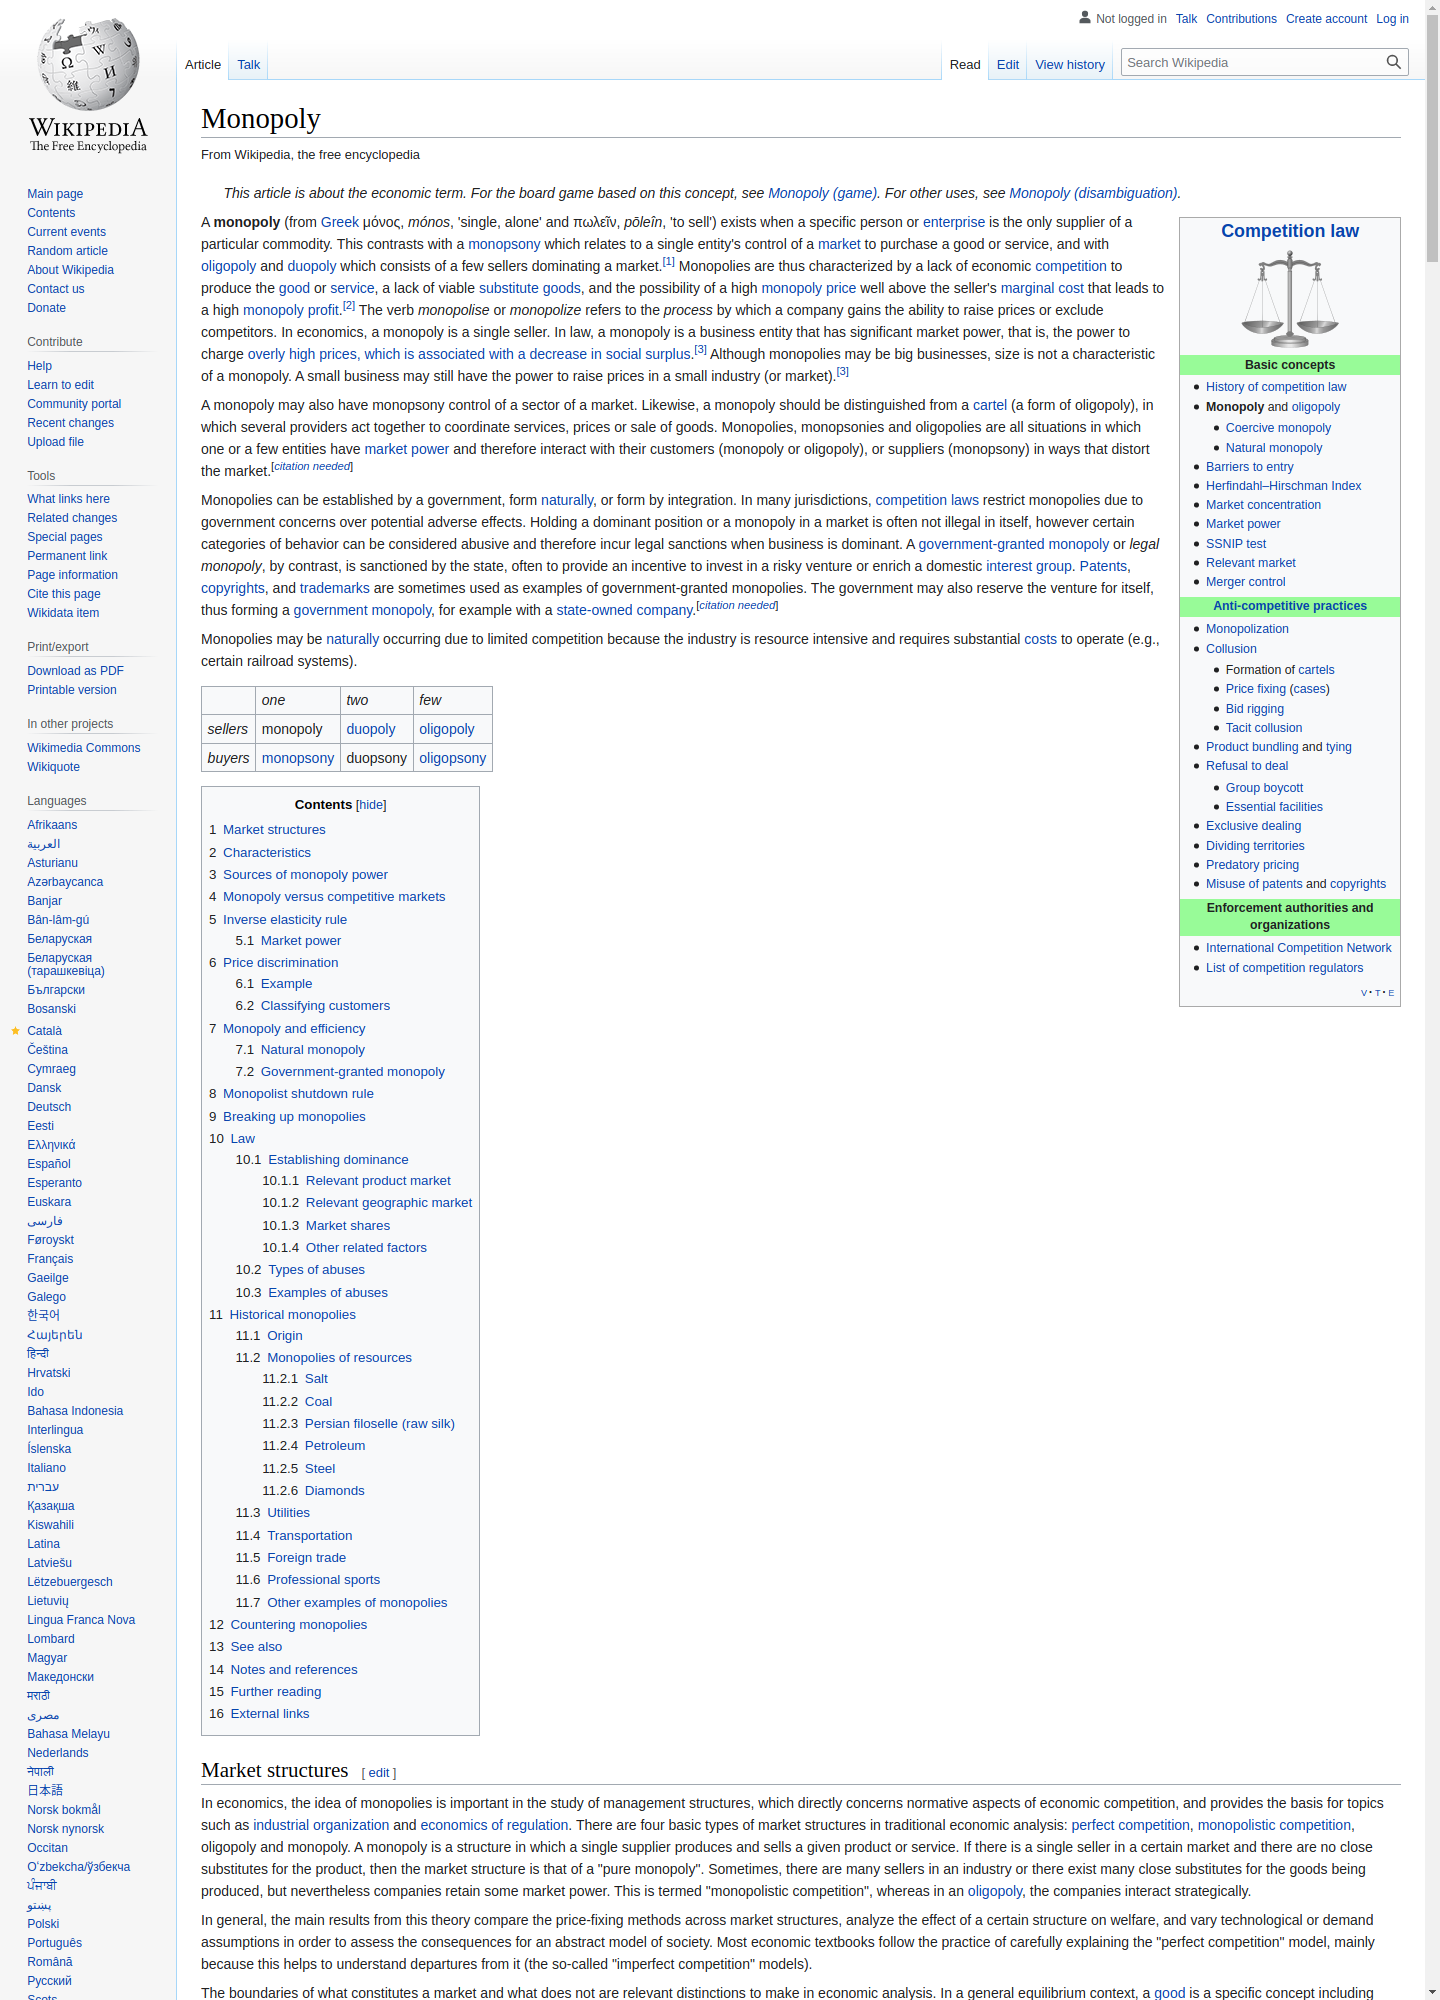 Not logged in Talk Contributions Create account Log in
Article Talk
Read Edit View history
Search Wikipedia
WIKIPEDIA
The Free Encyclopedia
Main page
Contents
Current events
Random article
About Wikipedia
Contact us
Donate
Contribute
Help
Learn to edit
Community portal
Recent changes
Upload file
Tools
What links here
Related changes
Special pages
Permanent link
Page information
Cite this page
Wikidata item
Print/export
Download as PDF
Printable version
In other projects
Wikimedia Commons
Wikiquote
Languages
Afrikaans
العربية
Asturianu
Azərbaycanca
Banjar
Bân-lâm-gú
Беларуская
Беларуская
(тарашкевіца)
Български
Bosanski
Català
Čeština
Cymraeg
Dansk
Deutsch
Eesti
Ελληνικά
Español
Esperanto
Euskara
فارسی
Føroyskt
Français
Gaeilge
Galego
한국어
Հայերեն
हिन्दी
Hrvatski
Ido
Bahasa Indonesia
Interlingua
Íslenska
Italiano
עברית
Қазақша
Kiswahili
Latina
Latviešu
Lëtzebuergesch
Lietuvių
Lingua Franca Nova
Lombard
Magyar
Македонски
मराठी
مصرى
Bahasa Melayu
Nederlands
नेपाली
日本語
Norsk bokmål
Norsk nynorsk
Occitan
Oʻzbekcha/ўзбекча
ਪੰਜਾਬੀ
پښتو
Polski
Português
Română
Русский
Scots
Monopoly
From Wikipedia, the free encyclopedia
This article is about the economic term. For the board game based on this concept, see Monopoly (game). For other uses, see Monopoly (disambiguation).
A monopoly (from Greek μόνος, mónos, 'single, alone' and πωλεῖν, pōleîn, 'to sell') exists when a specific person or enterprise is the only supplier of a
particular commodity. This contrasts with a monopsony which relates to a single entity's control of a market to purchase a good or service, and with
oligopoly and duopoly which consists of a few sellers dominating a market.[1] Monopolies are thus characterized by a lack of economic competition to
produce the good or service, a lack of viable substitute goods, and the possibility of a high monopoly price well above the seller's marginal cost that leads to
a high monopoly profit.[2] The verb monopolise or monopolize refers to the process by which a company gains the ability to raise prices or exclude
competitors. In economics, a monopoly is a single seller. In law, a monopoly is a business entity that has significant market power, that is, the power to
charge overly high prices, which is associated with a decrease in social surplus.[3] Although monopolies may be big businesses, size is not a characteristic
of a monopoly. A small business may still have the power to raise prices in a small industry (or market).[3]
A monopoly may also have monopsony control of a sector of a market. Likewise, a monopoly should be distinguished from a cartel (a form of oligopoly), in
which several providers act together to coordinate services, prices or sale of goods. Monopolies, monopsonies and oligopolies are all situations in which
one or a few entities have market power and therefore interact with their customers (monopoly or oligopoly), or suppliers (monopsony) in ways that distort
the market.[citation needed]
Monopolies can be established by a government, form naturally, or form by integration. In many jurisdictions, competition laws restrict monopolies due to
government concerns over potential adverse effects. Holding a dominant position or a monopoly in a market is often not illegal in itself, however certain
categories of behavior can be considered abusive and therefore incur legal sanctions when business is dominant. A government-granted monopoly or legal
monopoly, by contrast, is sanctioned by the state, often to provide an incentive to invest in a risky venture or enrich a domestic interest group. Patents,
copyrights, and trademarks are sometimes used as examples of government-granted monopolies. The government may also reserve the venture for itself,
thus forming a government monopoly, for example with a state-owned company.[citation needed]
Monopolies may be naturally occurring due to limited competition because the industry is resource intensive and requires substantial costs to operate (e.g.,
certain railroad systems).
one two few
sellers monopoly duopoly oligopoly
buyers monopsony duopsony oligopsony
Competition law
Basic concepts
History of competition law
Monopoly and oligopoly
Coercive monopoly
Natural monopoly
Barriers to entry
Herfindahl–Hirschman Index
Market concentration
Market power
SSNIP test
Relevant market
Merger control
Anti-competitive practices
Monopolization
Collusion
Formation of cartels
Price fixing (cases)
Bid rigging
Tacit collusion
Product bundling and tying
Refusal to deal
Group boycott
Essential facilities
Exclusive dealing
Dividing territories
Predatory pricing
Misuse of patents and copyrights
Enforcement authorities and
organizations
International Competition Network
List of competition regulators
V • T • E
Contents [hide]
1 Market structures
2 Characteristics
3 Sources of monopoly power
4 Monopoly versus competitive markets
5 Inverse elasticity rule
5.1 Market power
6 Price discrimination
6.1 Example
6.2 Classifying customers
7 Monopoly and efficiency
7.1 Natural monopoly
7.2 Government-granted monopoly
8 Monopolist shutdown rule
9 Breaking up monopolies
10 Law
10.1 Establishing dominance
10.1.1 Relevant product market
10.1.2 Relevant geographic market
10.1.3 Market shares
10.1.4 Other related factors
10.2 Types of abuses
10.3 Examples of abuses
11 Historical monopolies
11.1 Origin
11.2 Monopolies of resources
11.2.1 Salt
11.2.2 Coal
11.2.3 Persian filoselle (raw silk)
11.2.4 Petroleum
11.2.5 Steel
11.2.6 Diamonds
11.3 Utilities
11.4 Transportation
11.5 Foreign trade
11.6 Professional sports
11.7 Other examples of monopolies
12 Countering monopolies
13 See also
14 Notes and references
15 Further reading
16 External links
Market structures [ edit ]
In economics, the idea of monopolies is important in the study of management structures, which directly concerns normative aspects of economic competition, and provides the basis for topics
such as industrial organization and economics of regulation. There are four basic types of market structures in traditional economic analysis: perfect competition, monopolistic competition,
oligopoly and monopoly. A monopoly is a structure in which a single supplier produces and sells a given product or service. If there is a single seller in a certain market and there are no close
substitutes for the product, then the market structure is that of a "pure monopoly". Sometimes, there are many sellers in an industry or there exist many close substitutes for the goods being
produced, but nevertheless companies retain some market power. This is termed "monopolistic competition", whereas in an oligopoly, the companies interact strategically.
In general, the main results from this theory compare the price-fixing methods across market structures, analyze the effect of a certain structure on welfare, and vary technological or demand
assumptions in order to assess the consequences for an abstract model of society. Most economic textbooks follow the practice of carefully explaining the "perfect competition" model, mainly
because this helps to understand departures from it (the so-called "imperfect competition" models).
The boundaries of what constitutes a market and what does not are relevant distinctions to make in economic analysis. In a general equilibrium context, a good is a specific concept including